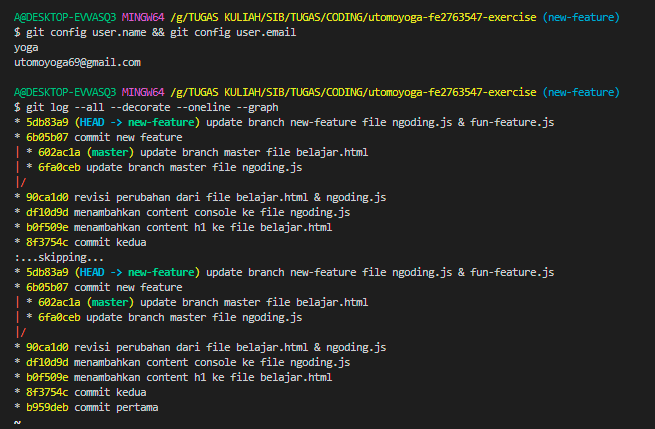 A@DESKTOP-EVVASQ3 MINGW64 /g/TUGAS KULIAH/SIB/TUGAS/CODING/utomoyoga-fe2763547-exercise (new-feature)
$ git config user.name && git config user.email
yoga
utomoyoga69@gmail.com

A@DESKTOP-EVVASQ3 MINGW64 /g/TUGAS KULIAH/SIB/TUGAS/CODING/utomoyoga-fe2763547-exercise (new-feature)
$ git log --all --decorate --oneline --graph
* 5db83a9 (HEAD -> new-feature) update branch new-feature file ngoding.js & fun-feature.js
* 6b05b07 commit new feature
| * 602ac1a (master) update branch master file belajar.html
| * 6fa0ceb update branch master file ngoding.js
|/
* 90ca1d0 revisi perubahan dari file belajar.html & ngoding.js
* df10d9d menambahkan content console ke file ngoding.js
* b0f509e menambahkan content h1 ke file belajar.html
* 8f3754c commit kedua
:...skipping...
* 5db83a9 (HEAD -> new-feature) update branch new-feature file ngoding.js & fun-feature.js
* 6b05b07 commit new feature
| * 602ac1a (master) update branch master file belajar.html
| * 6fa0ceb update branch master file ngoding.js
|/
* 90ca1d0 revisi perubahan dari file belajar.html & ngoding.js
* df10d9d menambahkan content console ke file ngoding.js
* b0f509e menambahkan content h1 ke file belajar.html
* 8f3754c commit kedua
* b959deb commit pertama
~